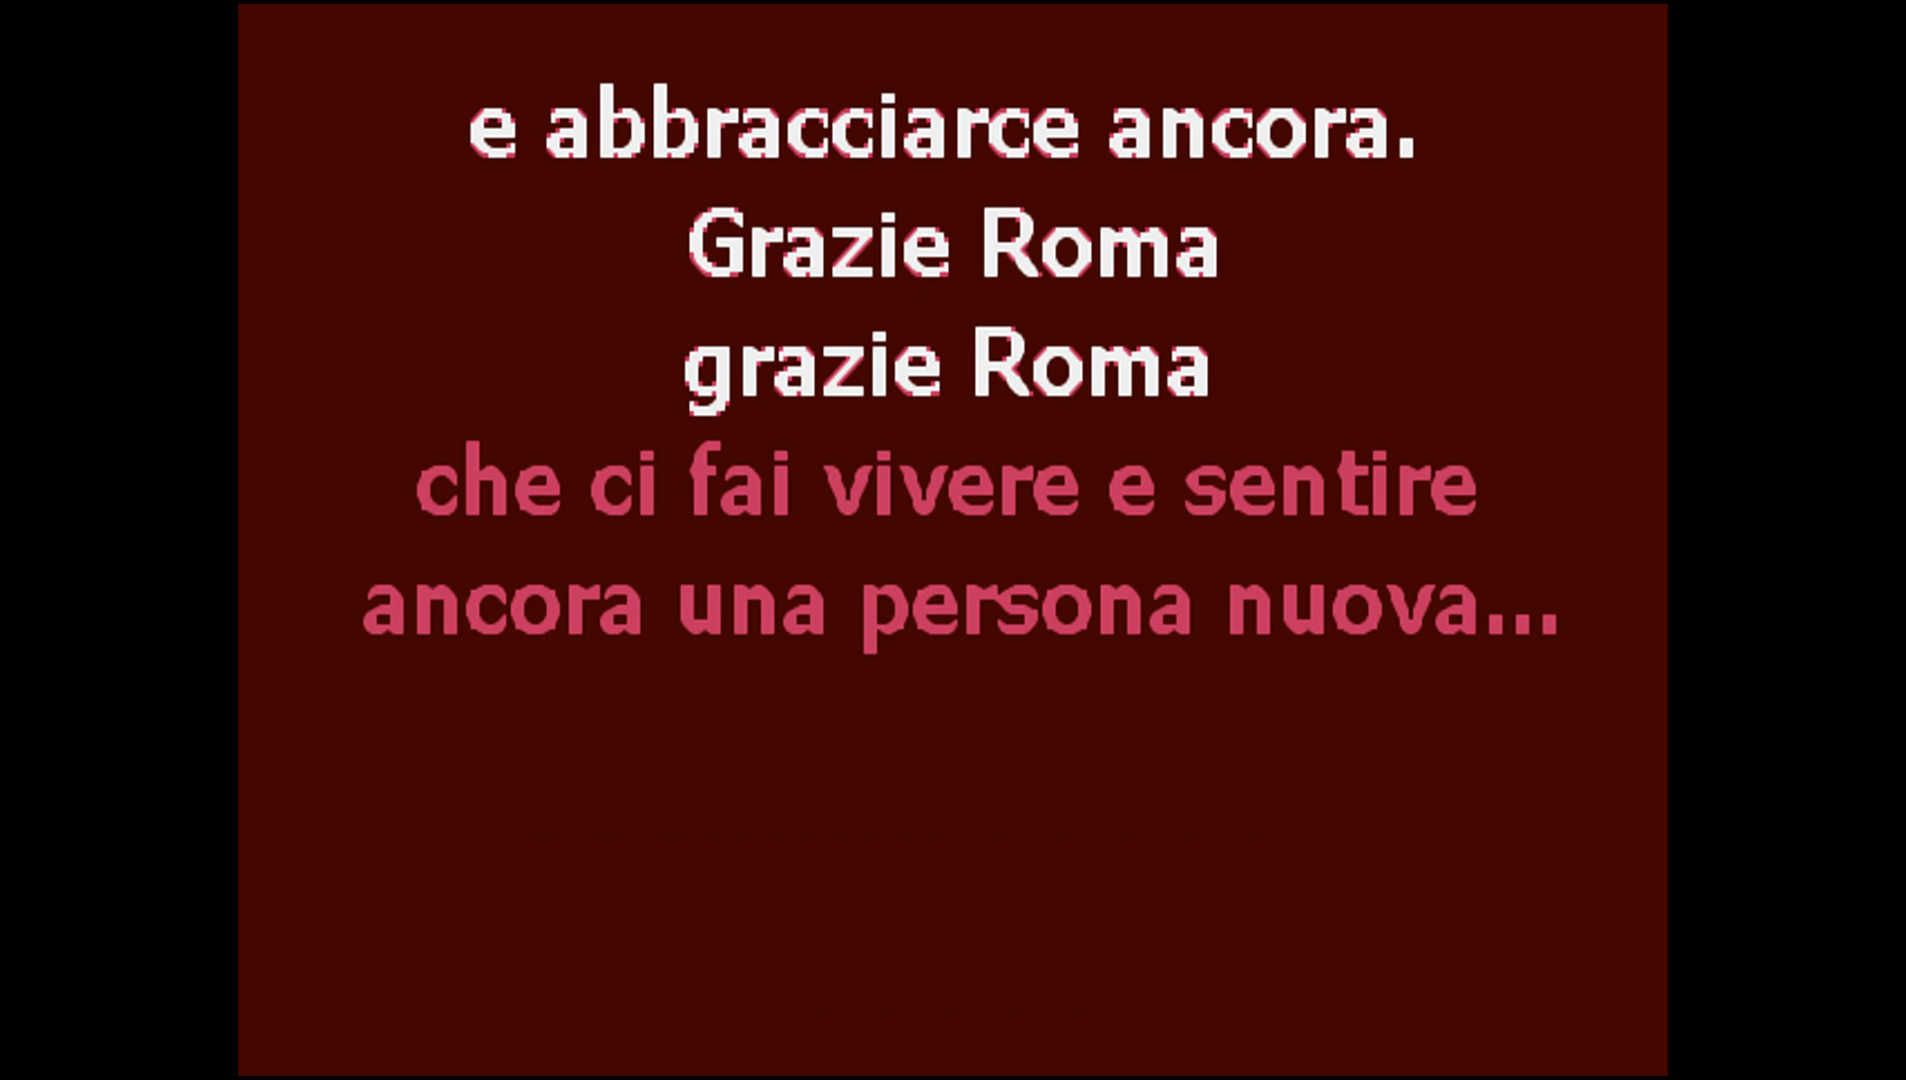 e abbracciarce ancora.
Grazie Roma
grazie Roma
che ci fai vivere e sentire
ancora una persona nuova...